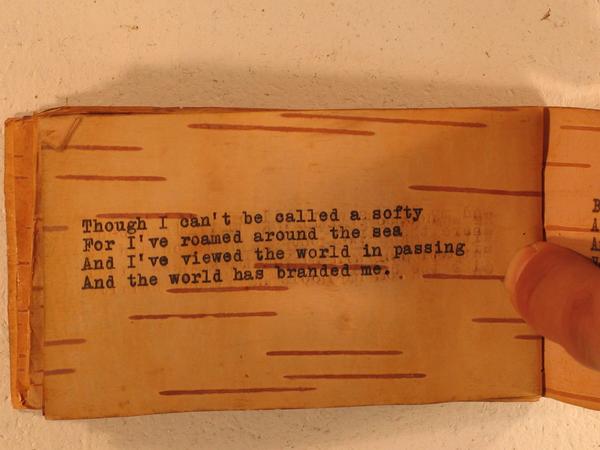 Though I can't be called a softy
For I've roamed around the sea
And I've viewed the world in passing
And the world has branded me.